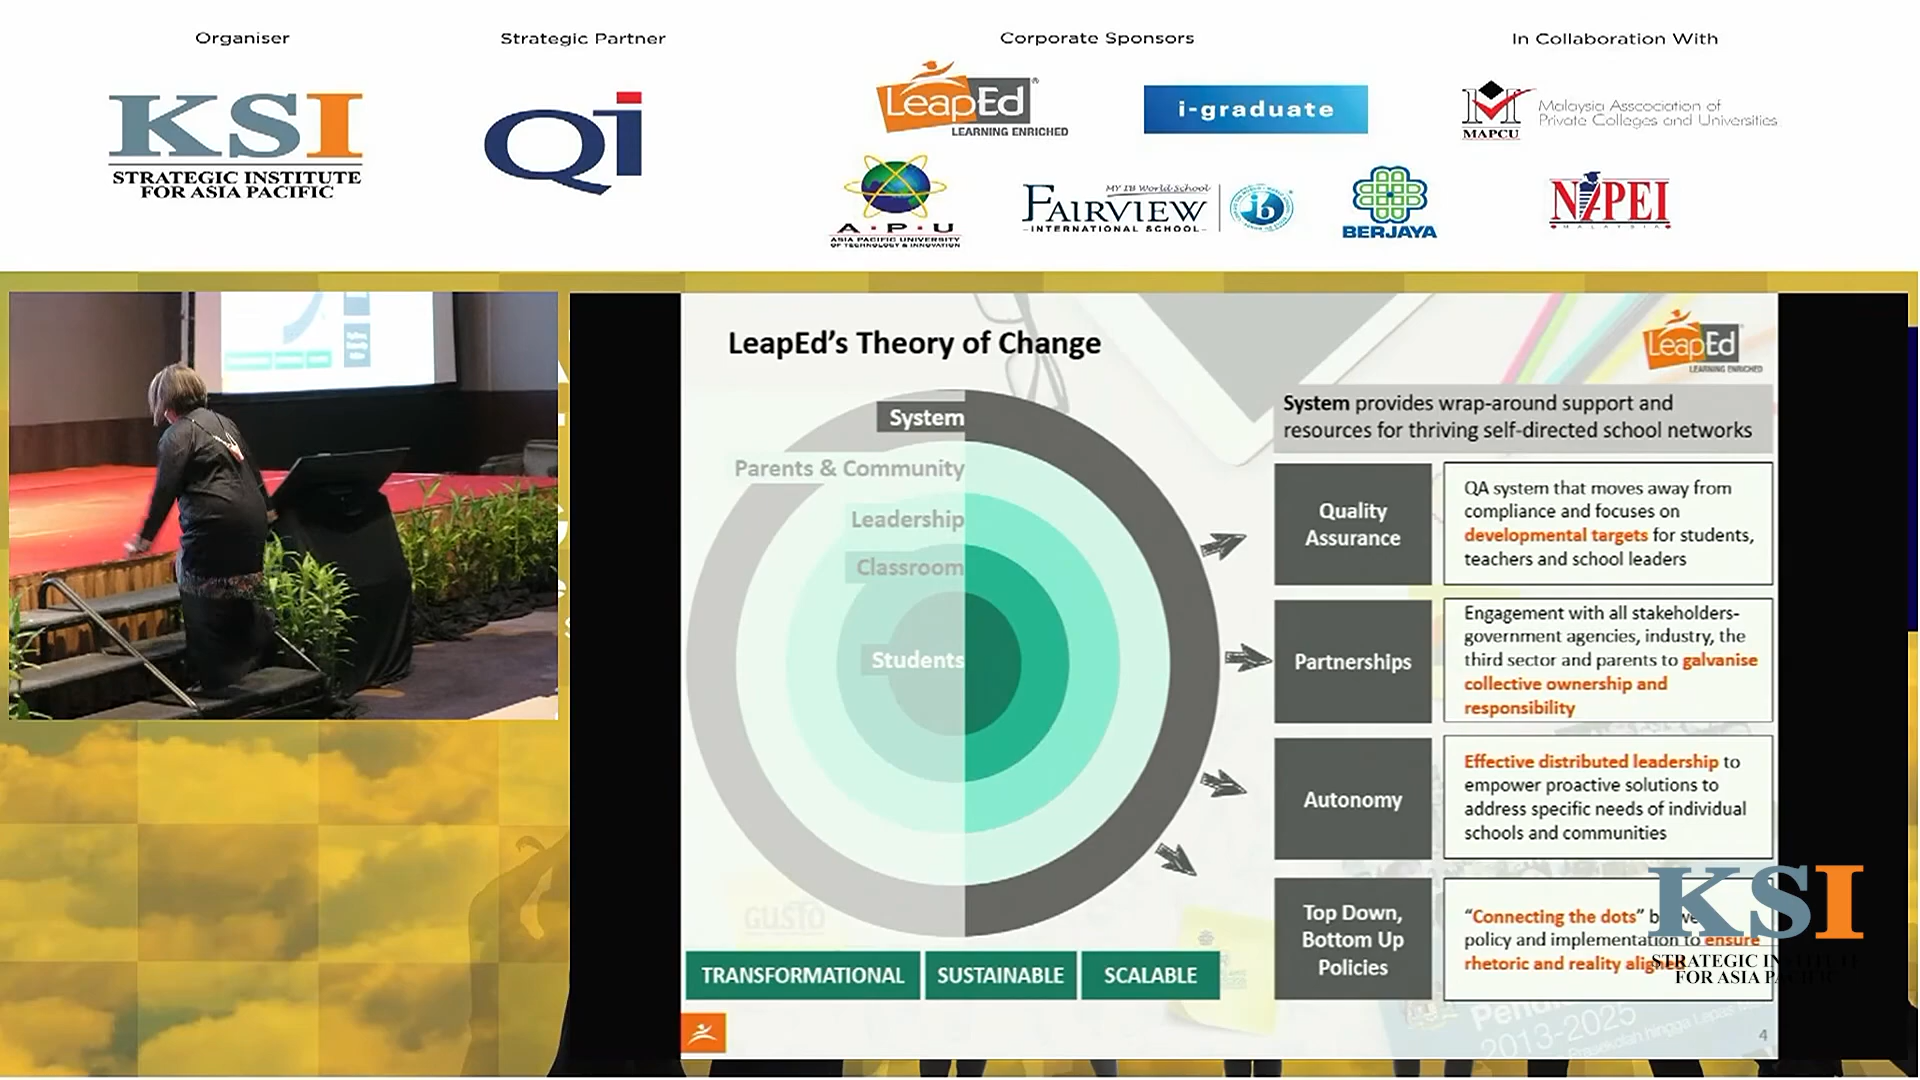 Organiser
Strategic Partner
Corporate Sponsors
In Collaboration With
KSI
STRATEGIC INSTITUTE
FOR ASIA PACIFIC
Qi
LeapEd
LEARNING ENRICHED
i-graduate
MAPCU
Malaysia Asscociation of
Private Colleges and Universities
A·P·U
ASIA PACIFIC UNIVERSITY
OF TECHNOLOGY & INNOVATION
MY IB World School
FAIRVIEW
INTERNATIONAL SCHOOL
ib
BERJAYA
NAPEI
MALAYSIA
LeapEd's Theory of Change
LeapEd
LEARNING ENRICHED
System
Parents & Community
Leadership
Classroom
Students
System provides wrap-around support and
resources for thriving self-directed school networks
Quality
Assurance
QA system that moves away from
compliance and focuses on
developmental targets for students,
teachers and school leaders
Partnerships
Engagement with all stakeholders-
government agencies, industry, the
third sector and parents to galvanise
collective ownership and
responsibility
Autonomy
Effective distributed leadership to
empower proactive solutions to
address specific needs of individual
schools and communities
Top Down,
Bottom Up
Policies
"Connecting the dots"
policy and implementation to ensure
rhetoric and reality
KSI
STRATEGIC INSTITUTE
FOR ASIA PACIFIC
GUSTO
TRANSFORMATIONAL
SUSTAINABLE
SCALABLE
2013-2025
4